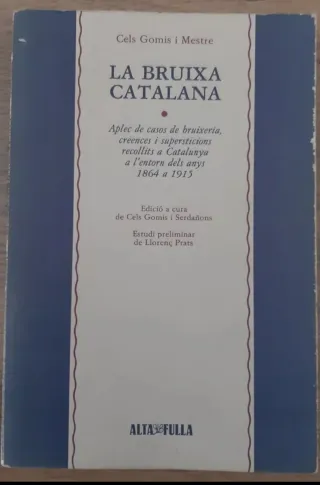 Cels Gomis i Mestre
LA BRUIXA
CATALANA
Aplec de casos de bruixeria,
creences i supersticions
recollits a Catalunya
a l'entorn dels anys
1864 a 1915
Edició a cura
de Cels Gomis i Serdañons
Estudi preliminar
de Llorenç Prats
ALTA FULLA